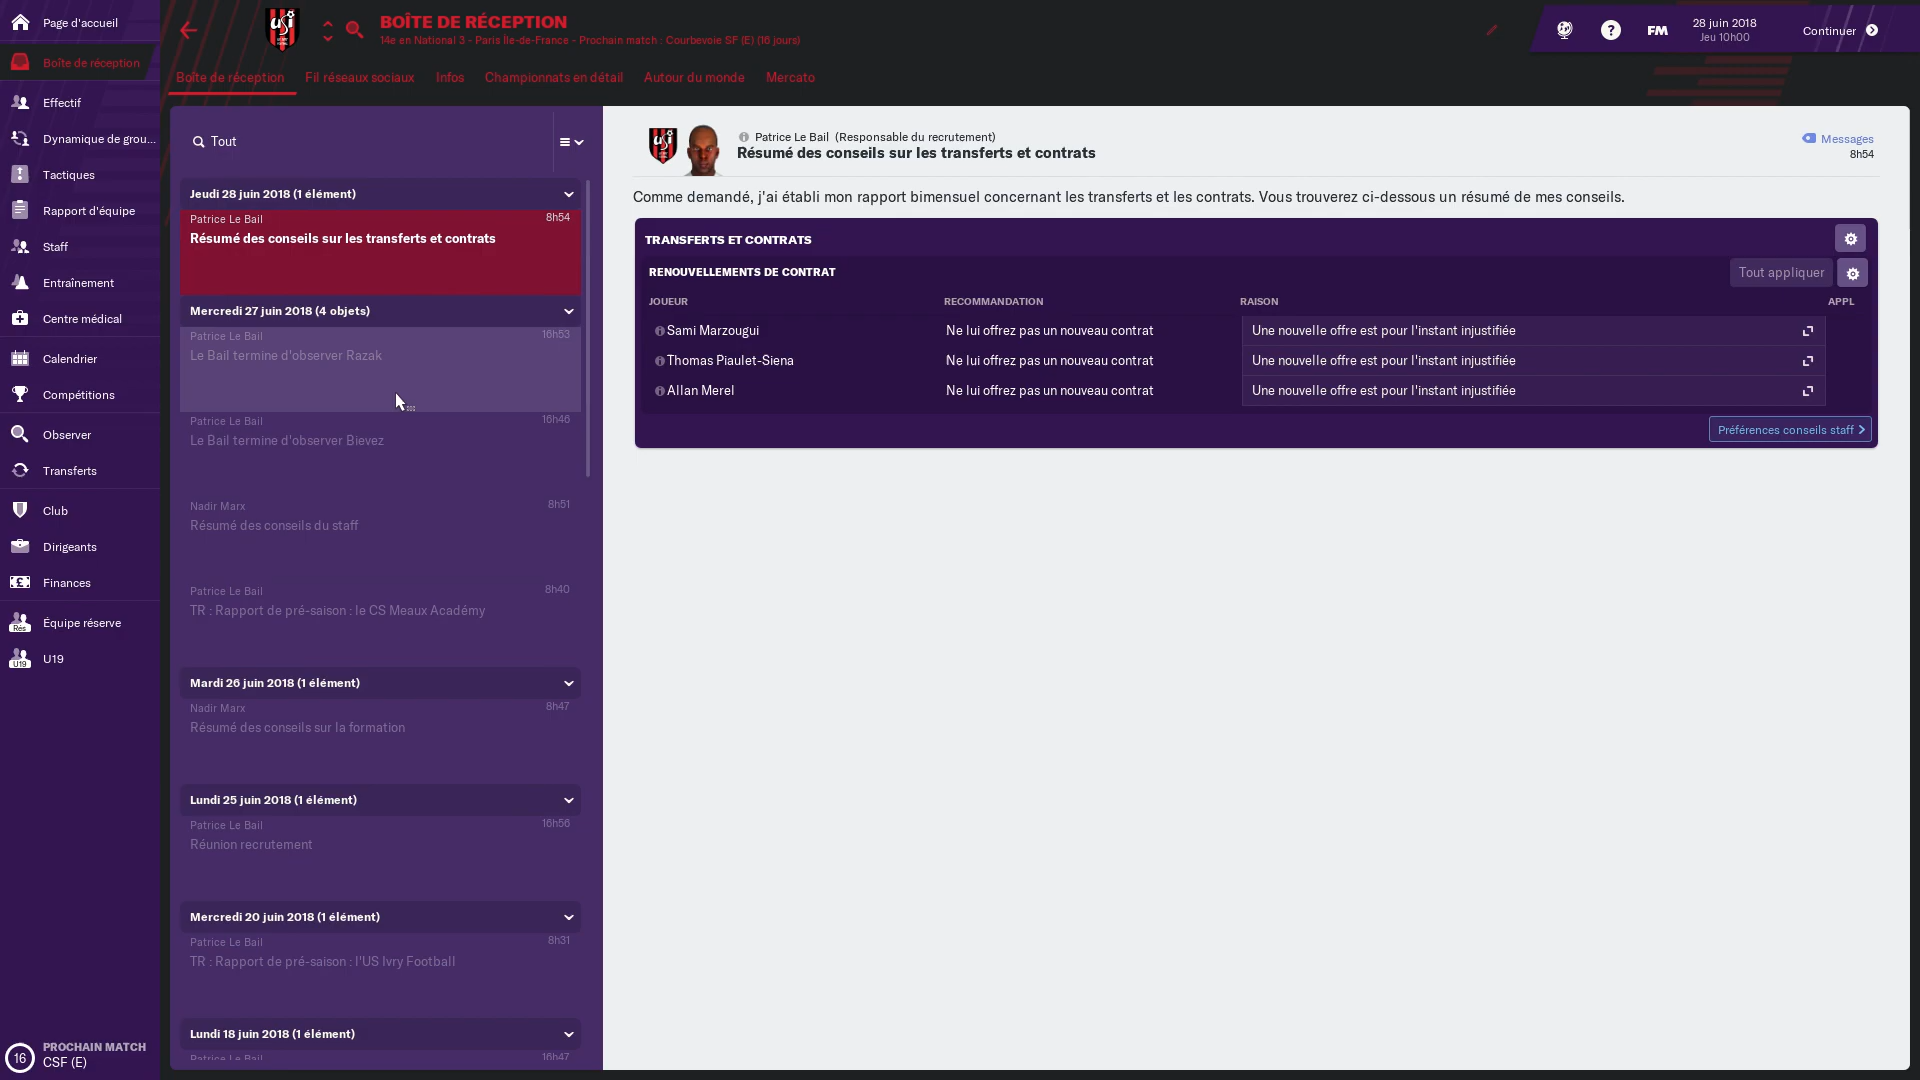 Page d'accueil
Boîte de réception
Effectif
Dynamique de grou...
Tactiques
Rapport d'équipe
Staff
Entraînement
Centre médical
Calendrier
Compétitions
Observer
Transferts
Club
Dirigeants
Finances
Rés
Équipe réserve
U19
U19
16
PROCHAIN MATCH
CSF (E)
BOÎTE DE RÉCEPTION
14e en National 3 - Paris Île-de-France - Prochain match : Courbevoie SF (E) (16 jours)
?
FM
28 juin 2018
Jeu 10h00
Continuer
Boîte de réception
Fil réseaux sociaux
Infos
Championnats en détail
Autour du monde
Mercato
Tout
Jeudi 28 juin 2018 (1 élément)
Patrice Le Bail 8h54
Résumé des conseils sur les transferts et contrats
Mercredi 27 juin 2018 (4 objets)
Patrice Le Bail 16h53
Le Bail termine d'observer Razak
Patrice Le Bail 16h46
Le Bail termine d'observer Bievez
Nadir Marx 8h51
Résumé des conseils du staff
Patrice Le Bail 8h40
TR : Rapport de pré-saison : le CS Meaux Académy
Mardi 26 juin 2018 (1 élément)
Nadir Marx 8h47
Résumé des conseils sur la formation
Lundi 25 juin 2018 (1 élément)
Patrice Le Bail 16h56
Réunion recrutement
Mercredi 20 juin 2018 (1 élément)
Patrice Le Bail 8h31
TR : Rapport de pré-saison : l'US Ivry Football
Lundi 18 juin 2018 (1 élément)
Patrice Le Bail 16h47
Patrice Le Bail (Responsable du recrutement)
Résumé des conseils sur les transferts et contrats
Messages
8h54
Comme demandé, j'ai établi mon rapport bimensuel concernant les transferts et les contrats. Vous trouverez ci-dessous un résumé de mes conseils.
TRANSFERTS ET CONTRATS
RENOUVELLEMENTS DE CONTRAT
Tout appliquer
JOUEUR RECOMMANDATION RAISON APPL
Sami Marzougui Ne lui offrez pas un nouveau contrat Une nouvelle offre est pour l'instant injustifiée
Thomas Piaulet-Siena Ne lui offrez pas un nouveau contrat Une nouvelle offre est pour l'instant injustifiée
Allan Merel Ne lui offrez pas un nouveau contrat Une nouvelle offre est pour l'instant injustifiée
Préférences conseils staff